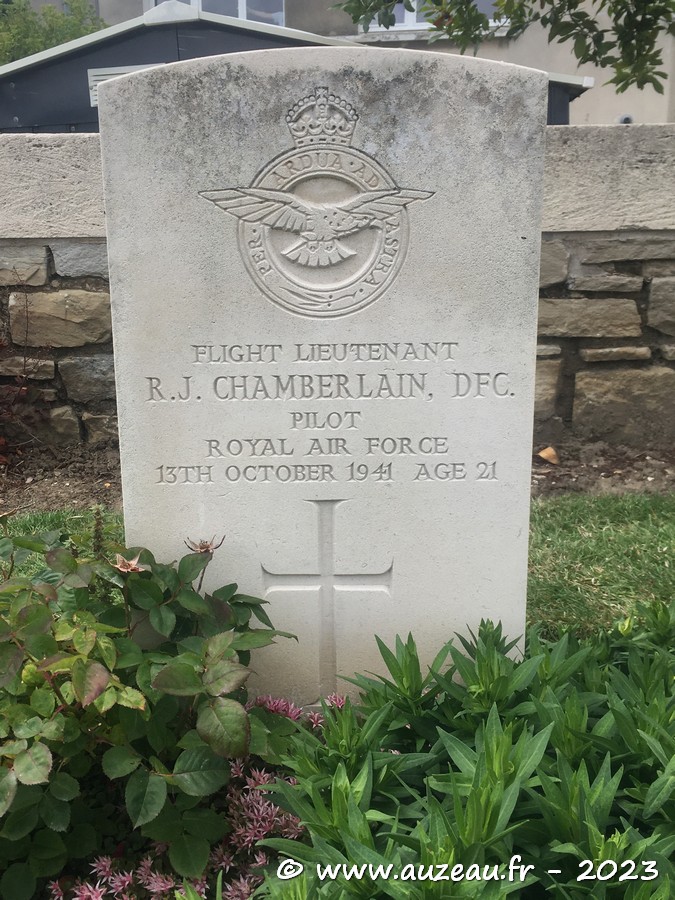 PER · ARDUA · AD · ASTRA
FLIGHT LIEUTENANT
R.J. CHAMBERLAIN, DFC.
PILOT
ROYAL AIR FORCE
13TH OCTOBER 1941 AGE 21
© www.auzeau.fr - 2023